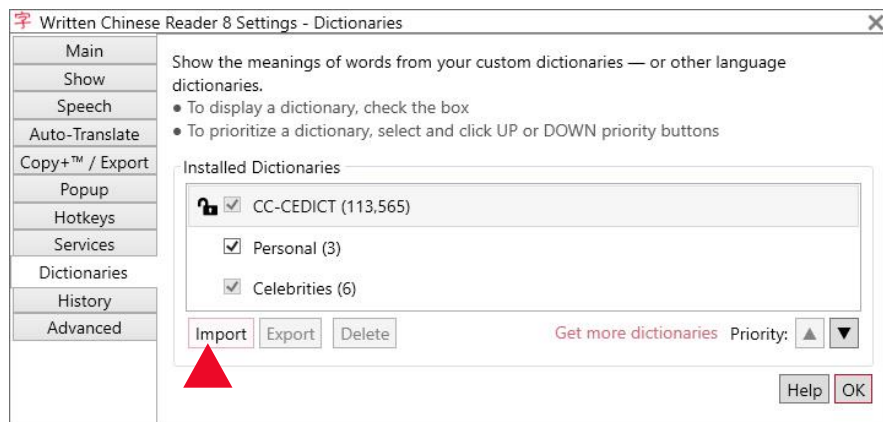 字 Written Chinese Reader 8 Settings - Dictionaries
Main
Show
Speech
Auto-Translate
Copy+™ / Export
Popup
Hotkeys
Services
Dictionaries
History
Advanced
Show the meanings of words from your custom dictionaries — or other language
dictionaries.
● To display a dictionary, check the box
● To prioritize a dictionary, select and click UP or DOWN priority buttons
Installed Dictionaries
CC-CEDICT (113,565)
Personal (3)
Celebrities (6)
Import Export Delete Get more dictionaries Priority: ▲ ▼
Help OK